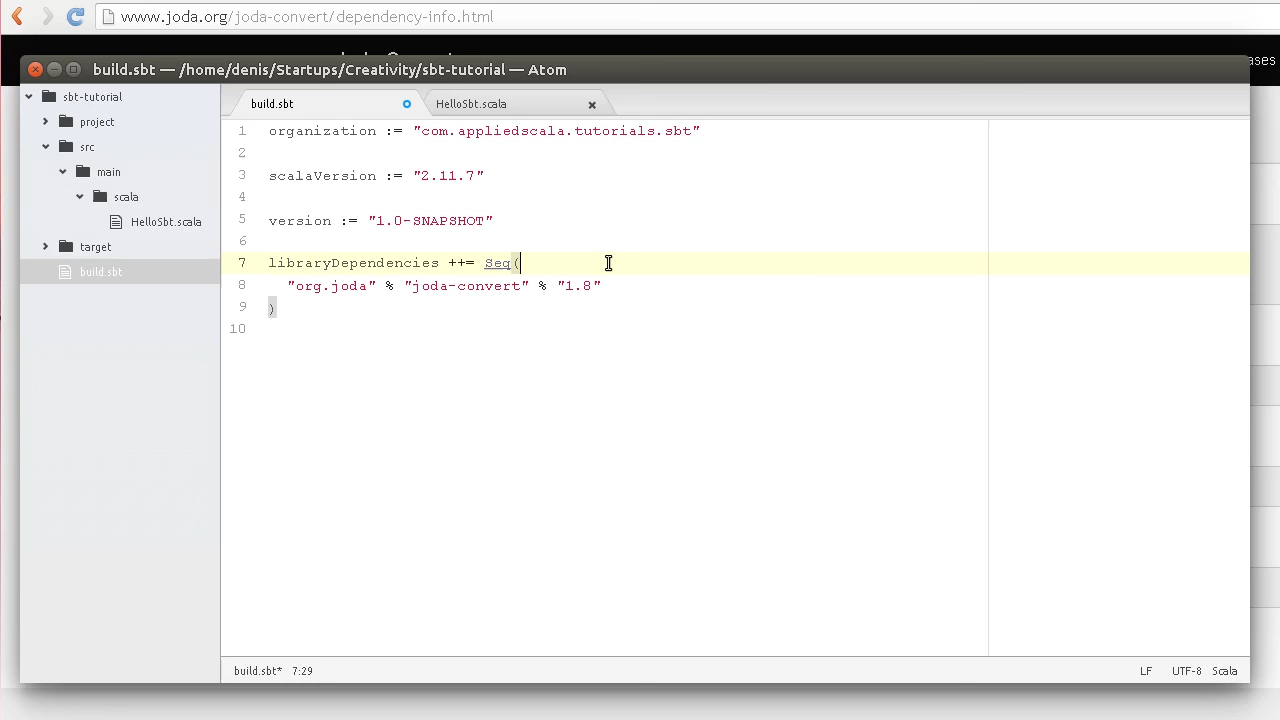 www.joda.org/joda-convert/dependency-info.html
build.sbt — /home/denis/Startups/Creativity/sbt-tutorial — Atom
sbt-tutorial
project
src
main
scala
HelloSbt.scala
target
build.sbt
build.sbt
HelloSbt.scala
1 organization := "com.appliedscala.tutorials.sbt"
2
3 scalaVersion := "2.11.7"
4
5 version := "1.0-SNAPSHOT"
6
7 libraryDependencies ++= Seq(
8 "org.joda" % "joda-convert" % "1.8"
9 )
10
build.sbt* 7:29
LF UTF-8 Scala